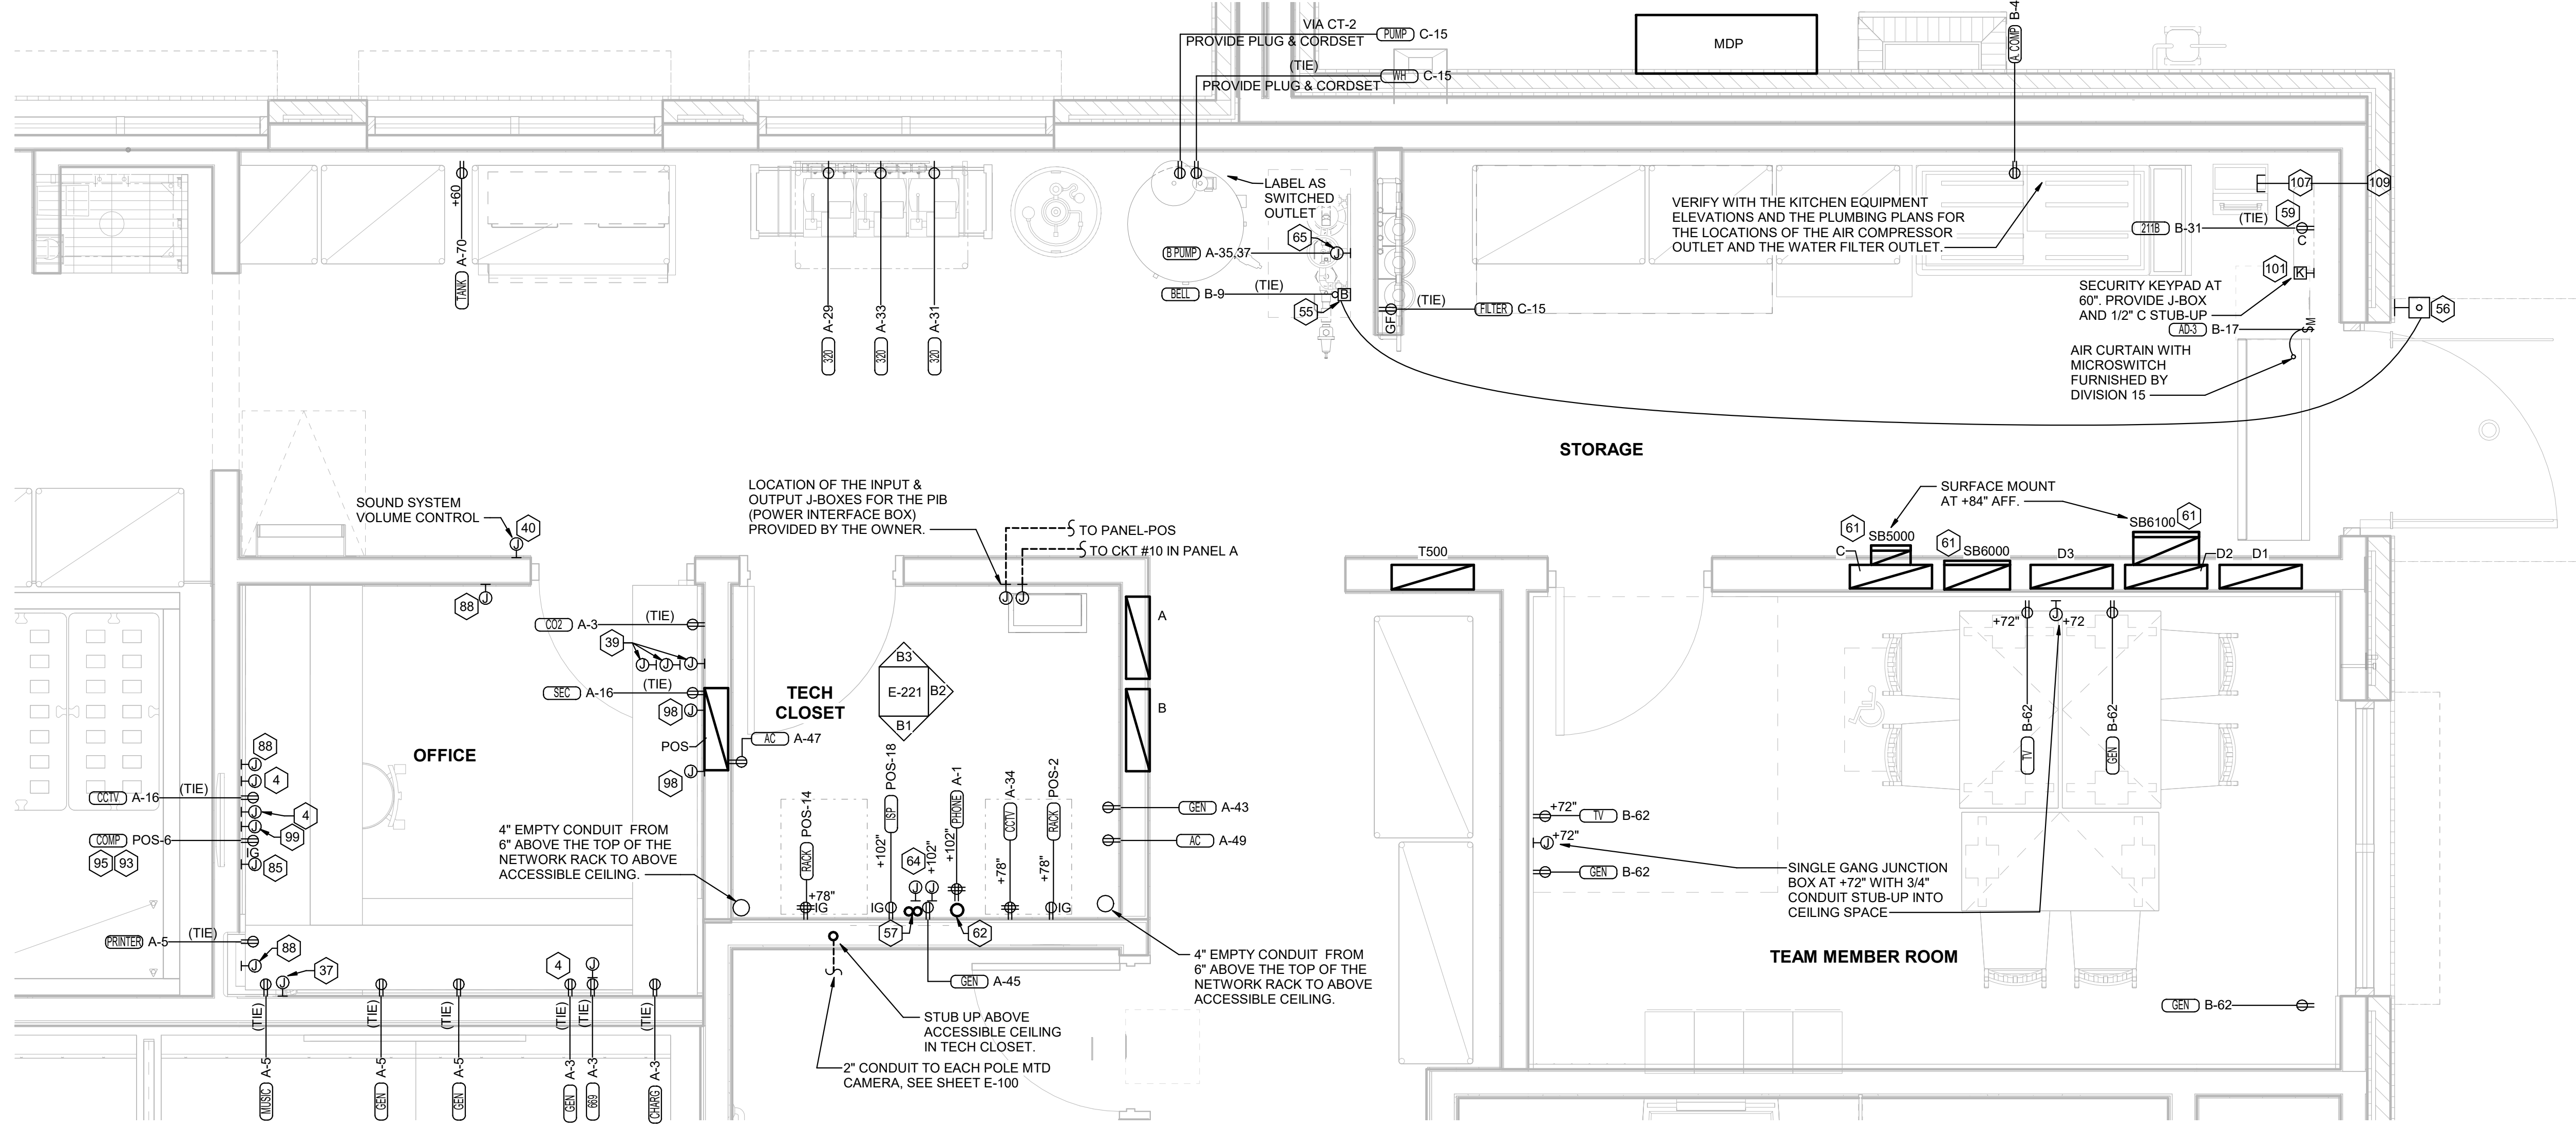 VIA CT-2
PROVIDE PLUG & CORDSET
PUMP C-15
(TIE)
WH C-15
PROVIDE PLUG & CORDSET
MDP
A.COMP B-4
+60
TANK A-70
320 A-29
320 A-33
320 A-31
LABEL AS
SWITCHED
OUTLET
65
J
B PUMP A-35,37
BELL B-9
(TIE)
B
55
GF
(TIE)
FILTER C-15
VERIFY WITH THE KITCHEN EQUIPMENT
ELEVATIONS AND THE PLUMBING PLANS FOR
THE LOCATIONS OF THE AIR COMPRESSOR
OUTLET AND THE WATER FILTER OUTLET.
107
109
59
(TIE)
211B B-31
C
101
K
SECURITY KEYPAD AT
60". PROVIDE J-BOX
AND 1/2" C STUB-UP
AD-3 B-17
$M
56
AIR CURTAIN WITH
MICROSWITCH
FURNISHED BY
DIVISION 15
STORAGE
SOUND SYSTEM
VOLUME CONTROL
40
J
LOCATION OF THE INPUT &
OUTPUT J-BOXES FOR THE PIB
(POWER INTERFACE BOX)
PROVIDED BY THE OWNER.
TO PANEL-POS
TO CKT #10 IN PANEL A
J
J
SURFACE MOUNT
AT +84" AFF.
61
SB5000
C
61
SB6000
SB6100
61
D3
D2
D1
T500
88
J
CO2 A-3
(TIE)
39
J
J
J
SEC A-16
(TIE)
98
J
POS
98
J
TECH
CLOSET
B3
E-221
B2
B1
AC A-47
A
B
OFFICE
88
J
J
4
CCTV A-16
(TIE)
J
4
J
99
COMP POS-6
IG
95
93
J
85
PRINTER A-5
(TIE)
88
J
37
J
4
J
(TIE)
MUSIC A-5
(TIE)
GEN A-5
(TIE)
GEN A-5
(TIE)
GEN A-3
(TIE)
669 A-3
(TIE)
CHARG A-3
4" EMPTY CONDUIT FROM
6" ABOVE THE TOP OF THE
NETWORK RACK TO ABOVE
ACCESSIBLE CEILING.
RACK POS-14
+78"
IG
ISP POS-18
+102"
IG
64
J
J
+102"
57
PHONE A-1
+102"
62
CCTV A-34
+78"
RACK POS-2
+78"
IG
GEN A-43
AC A-49
GEN A-45
STUB UP ABOVE
ACCESSIBLE CEILING
IN TECH CLOSET.
2" CONDUIT TO EACH POLE MTD
CAMERA, SEE SHEET E-100
4" EMPTY CONDUIT FROM
6" ABOVE THE TOP OF THE
NETWORK RACK TO ABOVE
ACCESSIBLE CEILING.
+72"
J
+72
TV B-62
GEN B-62
+72"
TV B-62
J
+72"
GEN B-62
SINGLE GANG JUNCTION
BOX AT +72" WITH 3/4"
CONDUIT STUB-UP INTO
CEILING SPACE
TEAM MEMBER ROOM
GEN B-62